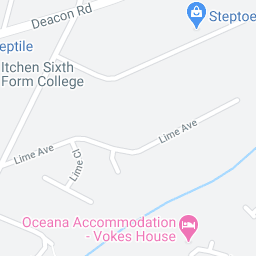 Deacon Rd
Steptoe
eptile
Itchen Sixth
Form College
Lime Ave
Lime Ave
Lime Cl
Oceana Accommodation
- Vokes House